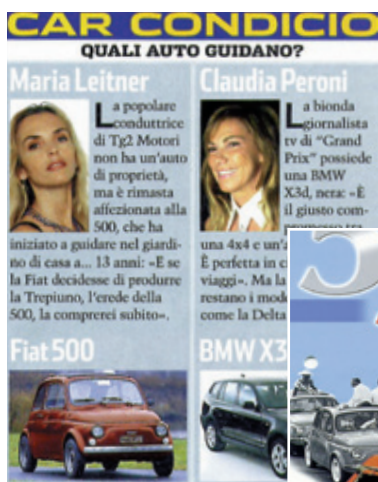 CAR CONDICIO
QUALI AUTO GUIDANO?
Maria Leitner
La popolare
conduttrice
di Tg2 Motori
non ha un'auto
di proprietà,
ma è rimasta
affezionata alla
500, che ha
iniziato a guidare nel giardi-
no di casa a... 13 anni: «E se
la Fiat decidesse di produrre
la Trepiuno, l'erede della
500, la comprerei subito».
Fiat 500
Claudia Peroni
La bionda
giornalista
tv di "Grand
Prix" possiede
una BMW
X3d, nera: «È
il giusto com-
promesso tra
una 4x4 e un'a
È perfetta in c
viaggi». Ma la
restano i mod
come la Delta
BMW X3
5